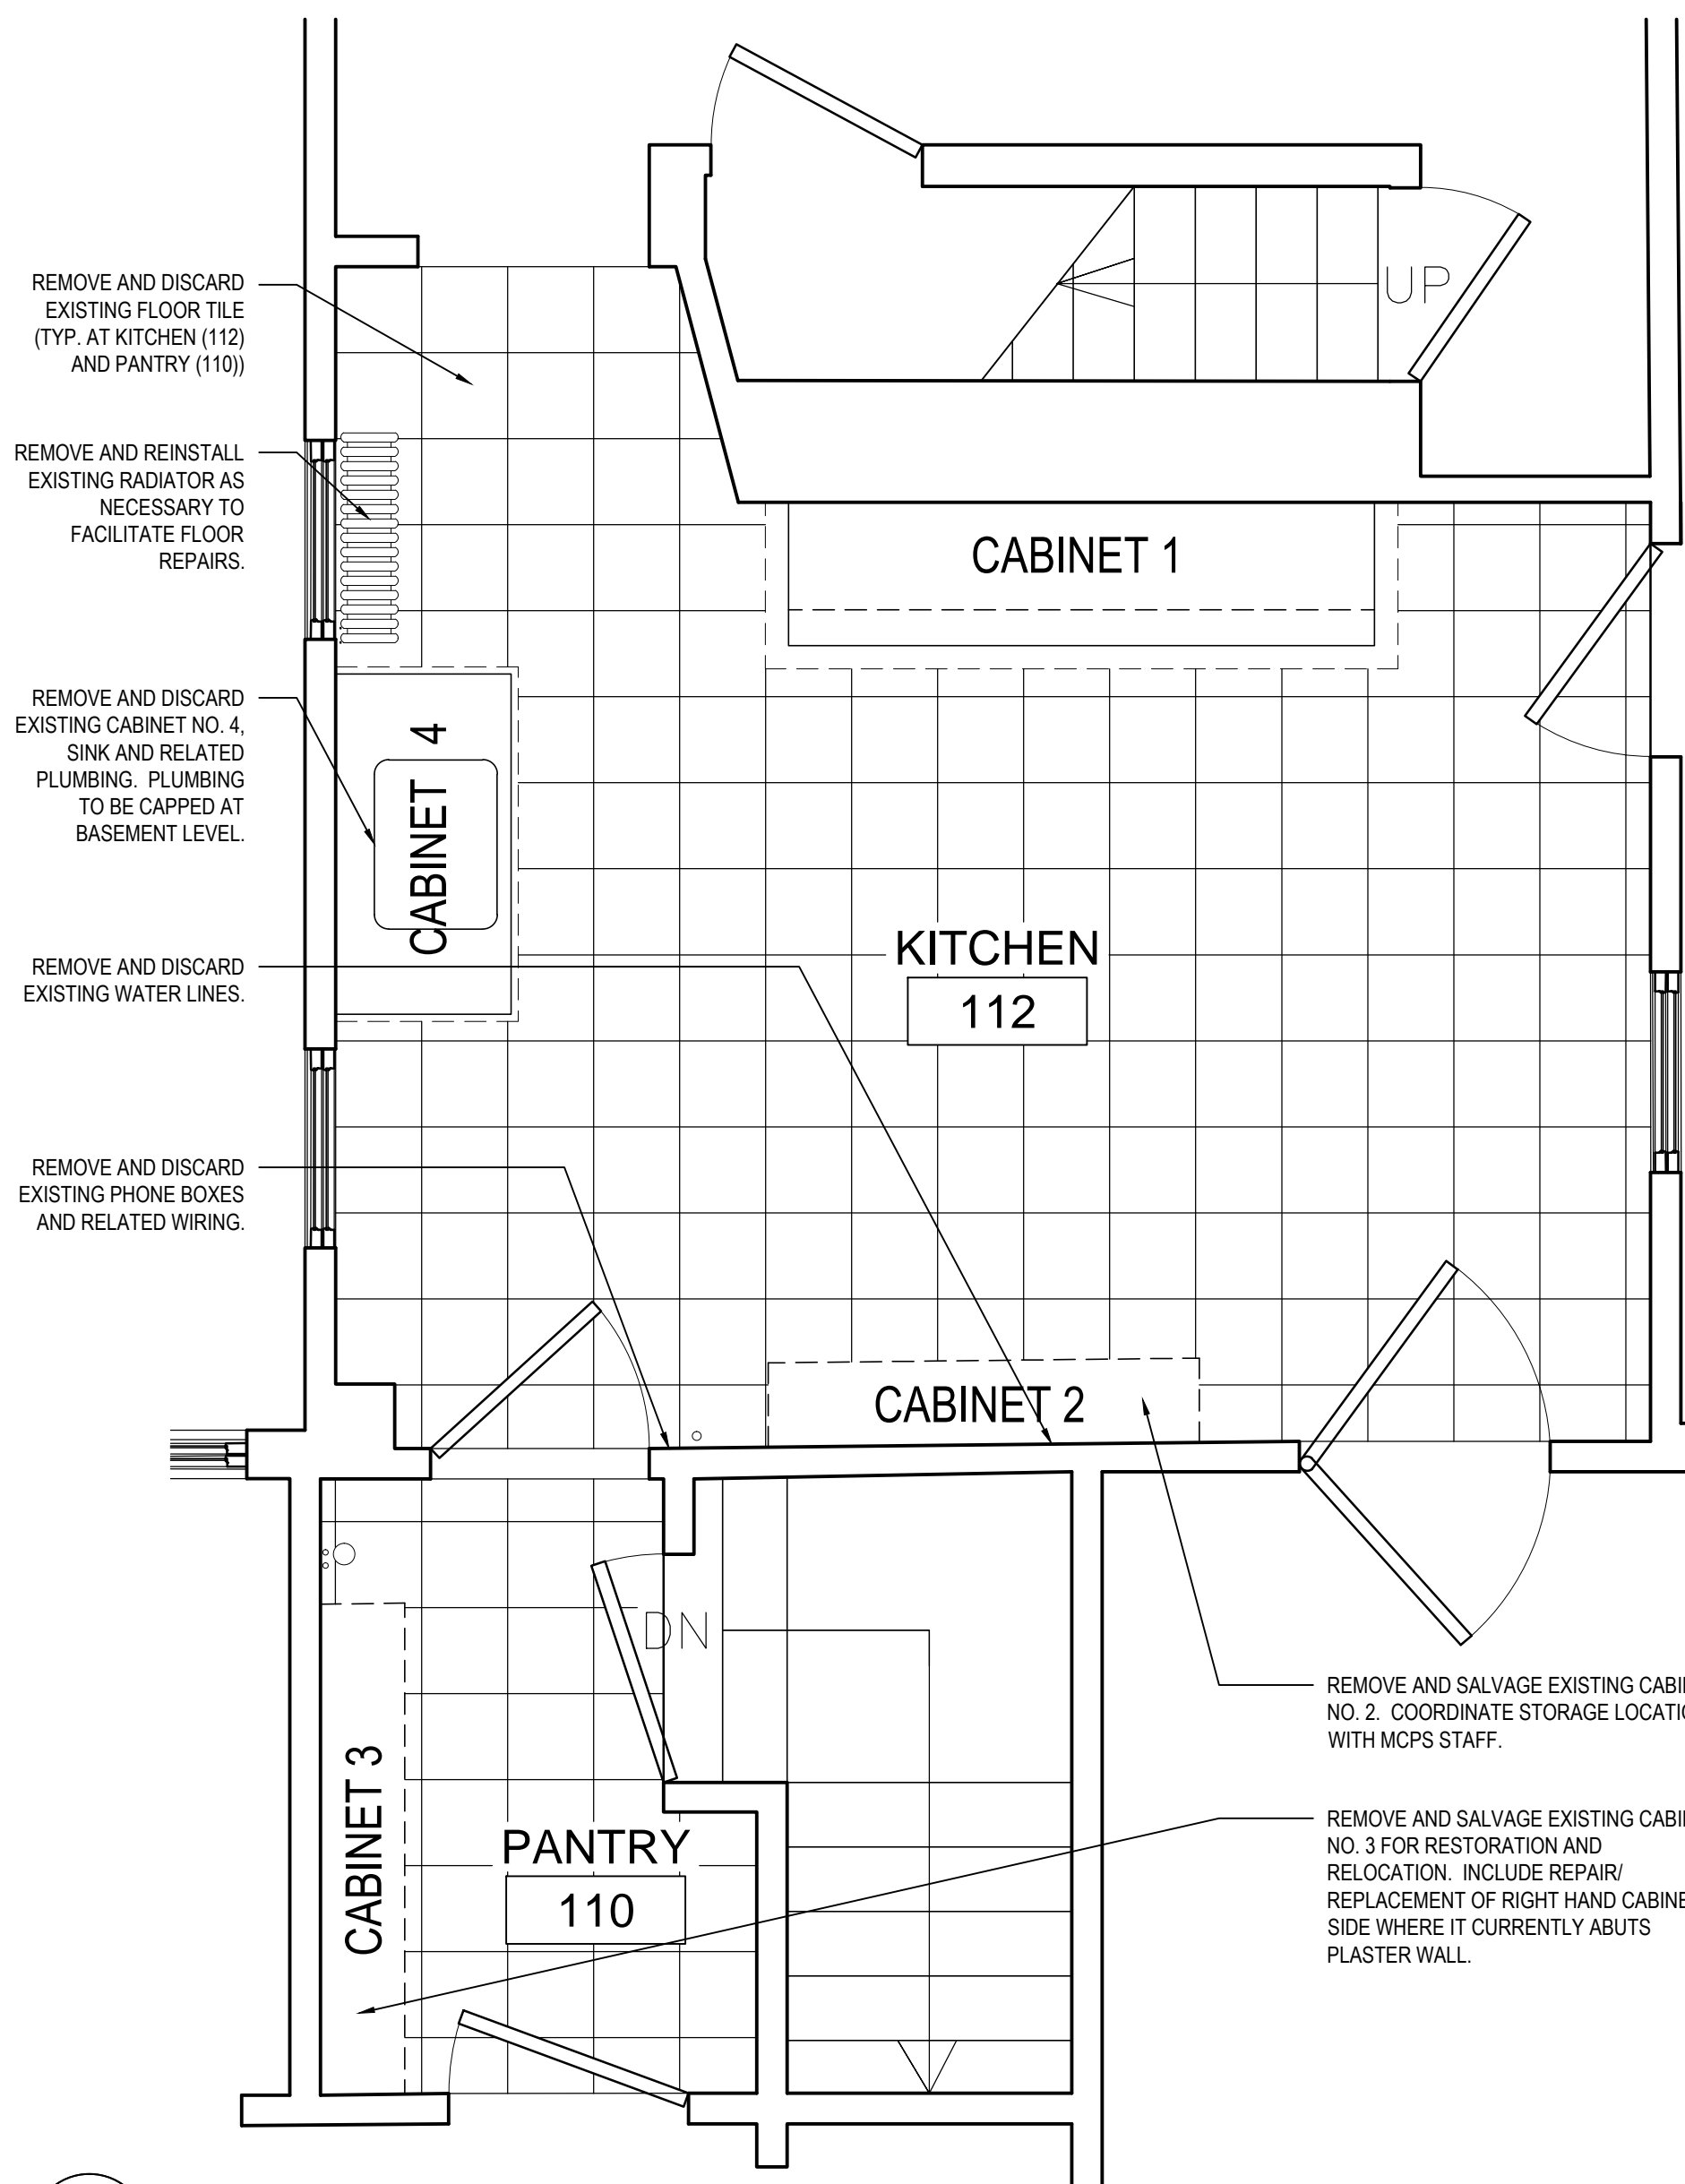 REMOVE AND DISCARD
EXISTING FLOOR TILE
(TYP. AT KITCHEN (112)
AND PANTRY (110))
REMOVE AND REINSTALL
EXISTING RADIATOR AS
NECESSARY TO
FACILITATE FLOOR
REPAIRS.
REMOVE AND DISCARD
EXISTING CABINET NO. 4,
SINK AND RELATED
PLUMBING. PLUMBING
TO BE CAPPED AT
BASEMENT LEVEL.
REMOVE AND DISCARD
EXISTING WATER LINES.
REMOVE AND DISCARD
EXISTING PHONE BOXES
AND RELATED WIRING.
UP
CABINET 1
CABINET 4
KITCHEN
112
CABINET 2
DN
CABINET 3
PANTRY
110
REMOVE AND SALVAGE EXISTING
NO. 2. COORDINATE STORAGE
WITH MCPS STAFF.
REMOVE AND SALVAGE EXISTING
NO. 3 FOR RESTORATION AND
RELOCATION. INCLUDE REPAIR/
REPLACEMENT OF RIGHT HAND
SIDE WHERE IT CURRENTLY ABUTS
PLASTER WALL.